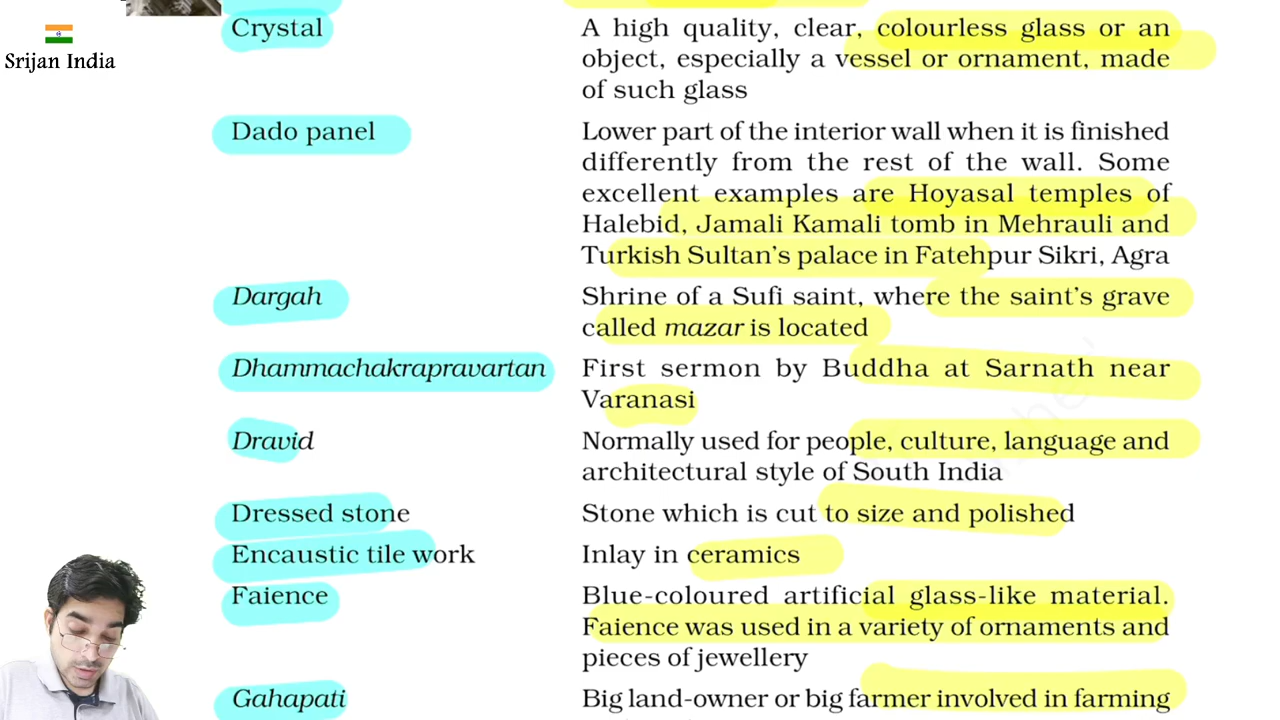 Srijan India
Crystal
A high quality, clear, colourless glass or an
object, especially a vessel or ornament, made
of such glass
Dado panel
Lower part of the interior wall when it is finished
differently from the rest of the wall. Some
excellent examples are Hoyasal temples of
Halebid, Jamali Kamali tomb in Mehrauli and
Turkish Sultan's palace in Fatehpur Sikri, Agra
Dargah
Shrine of a Sufi saint, where the saint's grave
called mazar is located
Dhammachakrapravartan
First sermon by Buddha at Sarnath near
Varanasi
Dravid
Normally used for people, culture, language and
architectural style of South India
Dressed stone
Stone which is cut to size and polished
Encaustic tile work
Inlay in ceramics
Faience
Blue-coloured artificial glass-like material.
Faience was used in a variety of ornaments and
pieces of jewellery
Gahapati
Big land-owner or big farmer involved in farming